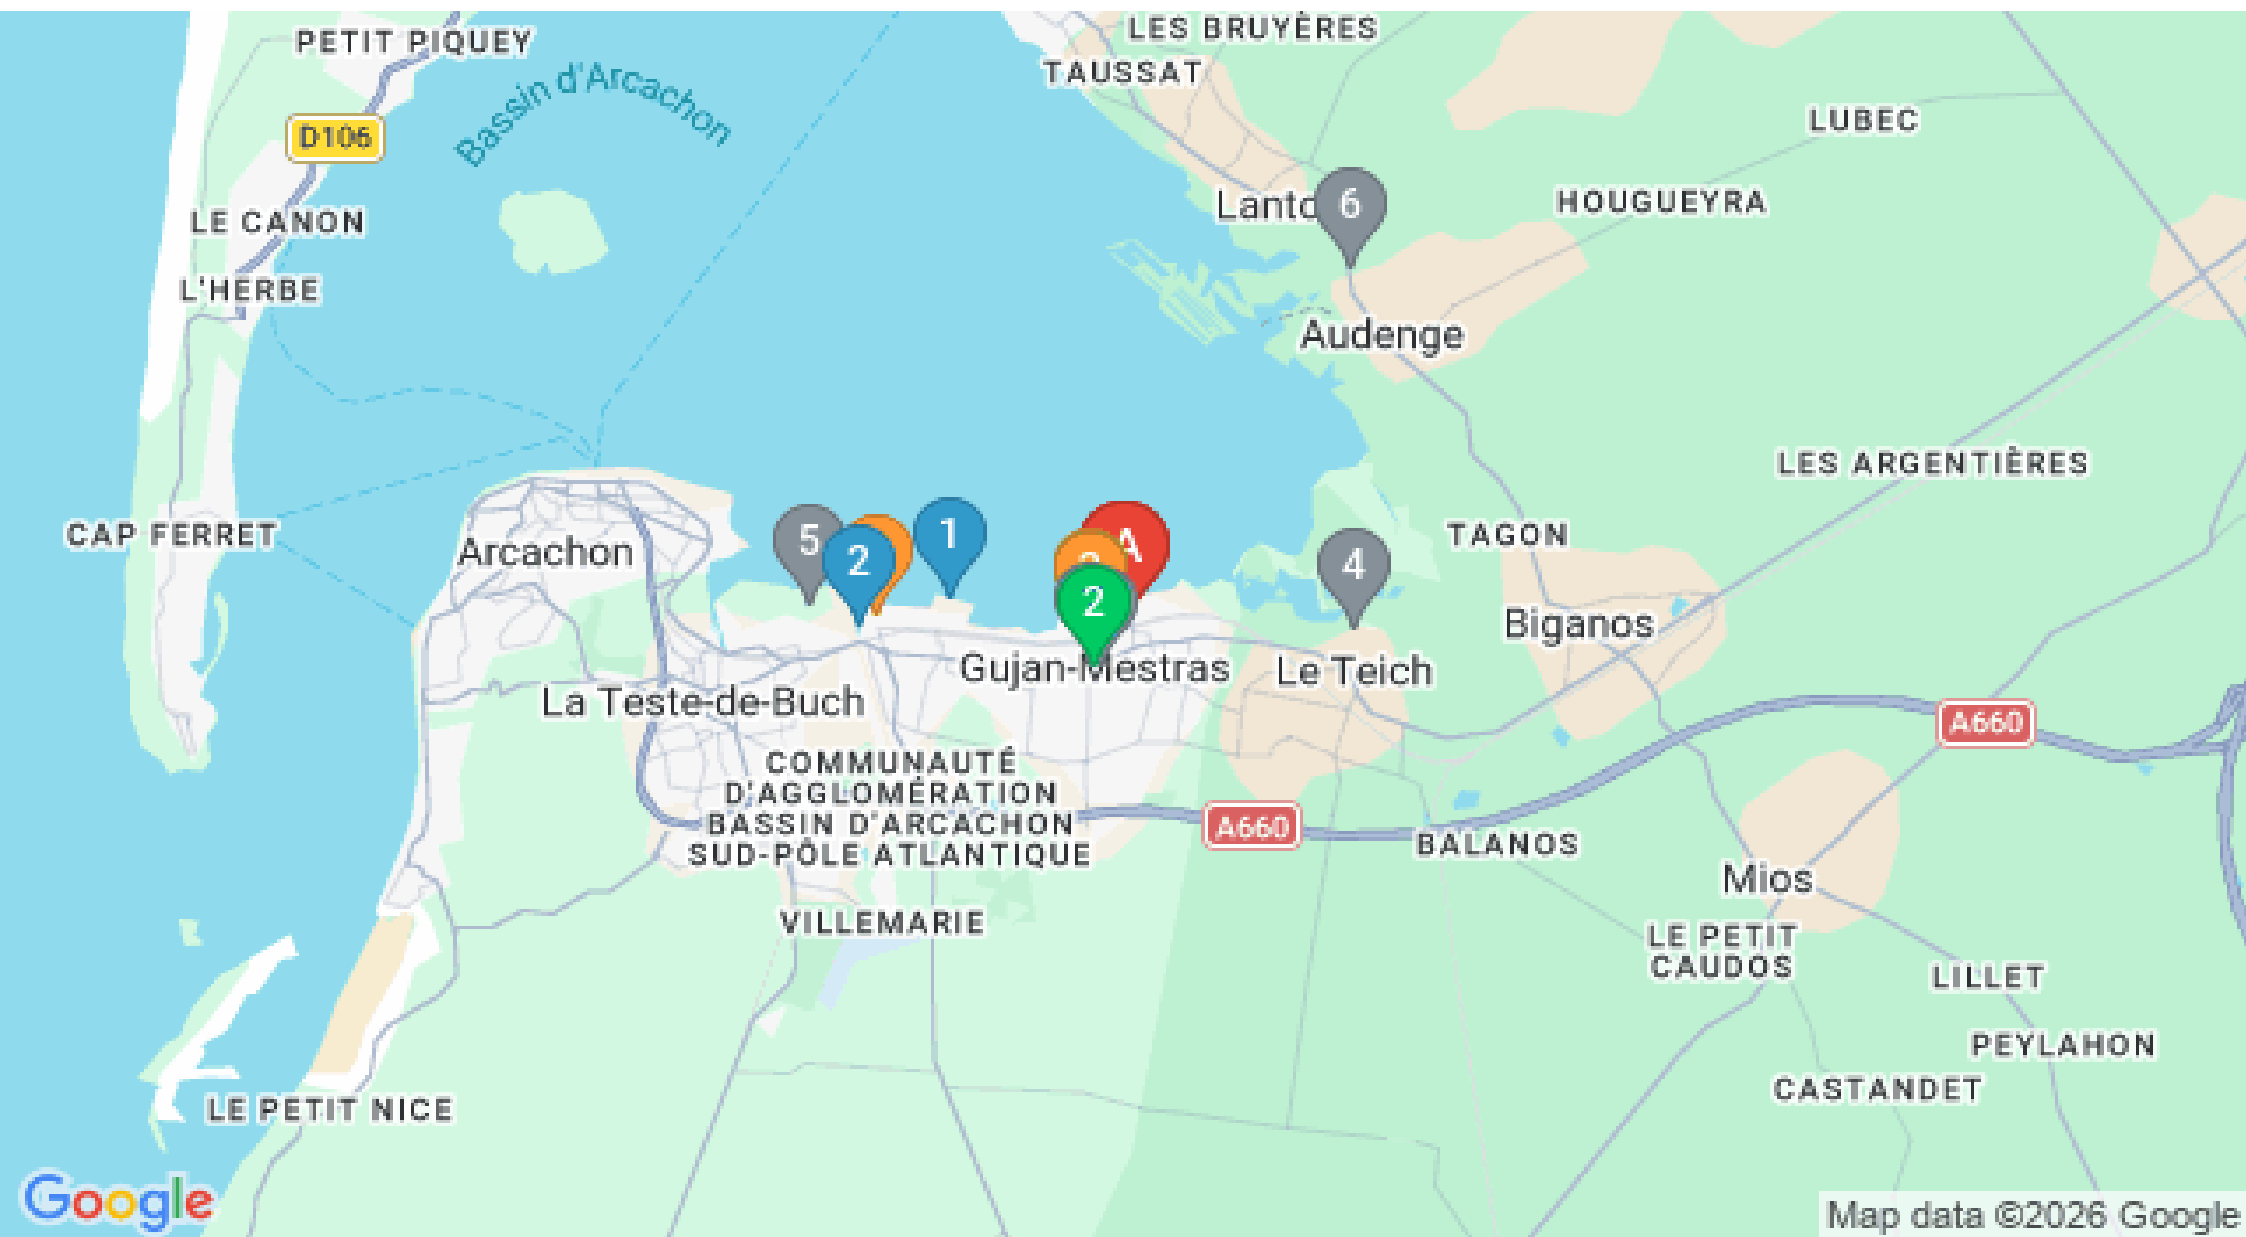 PETIT PIQUEY
LES BRUYÈRES
TAUSSAT
Bassin d'Arcachon
D106
LUBEC
LE CANON
Lanto
6
HOUGUEYRA
L'HERBE
Audenge
LES ARGENTIÈRES
CAP FERRET
Arcachon
5
2
1
A
2
4
TAGON
Biganos
Gujan-Mestras
Le Teich
La Teste-de-Buch
A660
COMMUNAUTÉ
D'AGGLOMÉRATION
BASSIN D'ARCACHON
SUD-PÔLE ATLANTIQUE
A660
BALANOS
Mios
VILLEMARIE
LE PETIT
CAUDOS
LILLET
PEYLAHON
CASTANDET
LE PETIT NICE
Google
Map data ©2026 Google